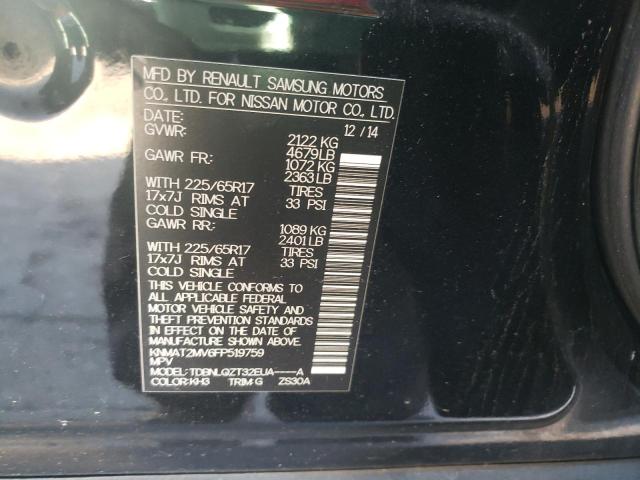 MFD BY RENAULT SAMSUNG MOTORS
CO., LTD. FOR NISSAN MOTOR CO., LTD.
DATE: 12 / 14
GVWR: 2122 KG
4679 LB
GAWR FR: 1072 KG
2363 LB
WITH 225/65R17 TIRES
17x7J RIMS AT 33 PSI
COLD SINGLE
GAWR RR: 1089 KG
2401 LB
WITH 225/65R17 TIRES
17x7J RIMS AT 33 PSI
COLD SINGLE
THIS VEHICLE CONFORMS TO
ALL APPLICABLE FEDERAL
MOTOR VEHICLE SAFETY AND
THEFT PREVENTION STANDARDS
IN EFFECT ON THE DATE OF
MANUFACTURE SHOWN ABOVE.
KNMAT2MV6FP519759
MPV
MODEL: TDBNLQZT32EUA----A
COLOR:KH3 TRIM:G ZS30A